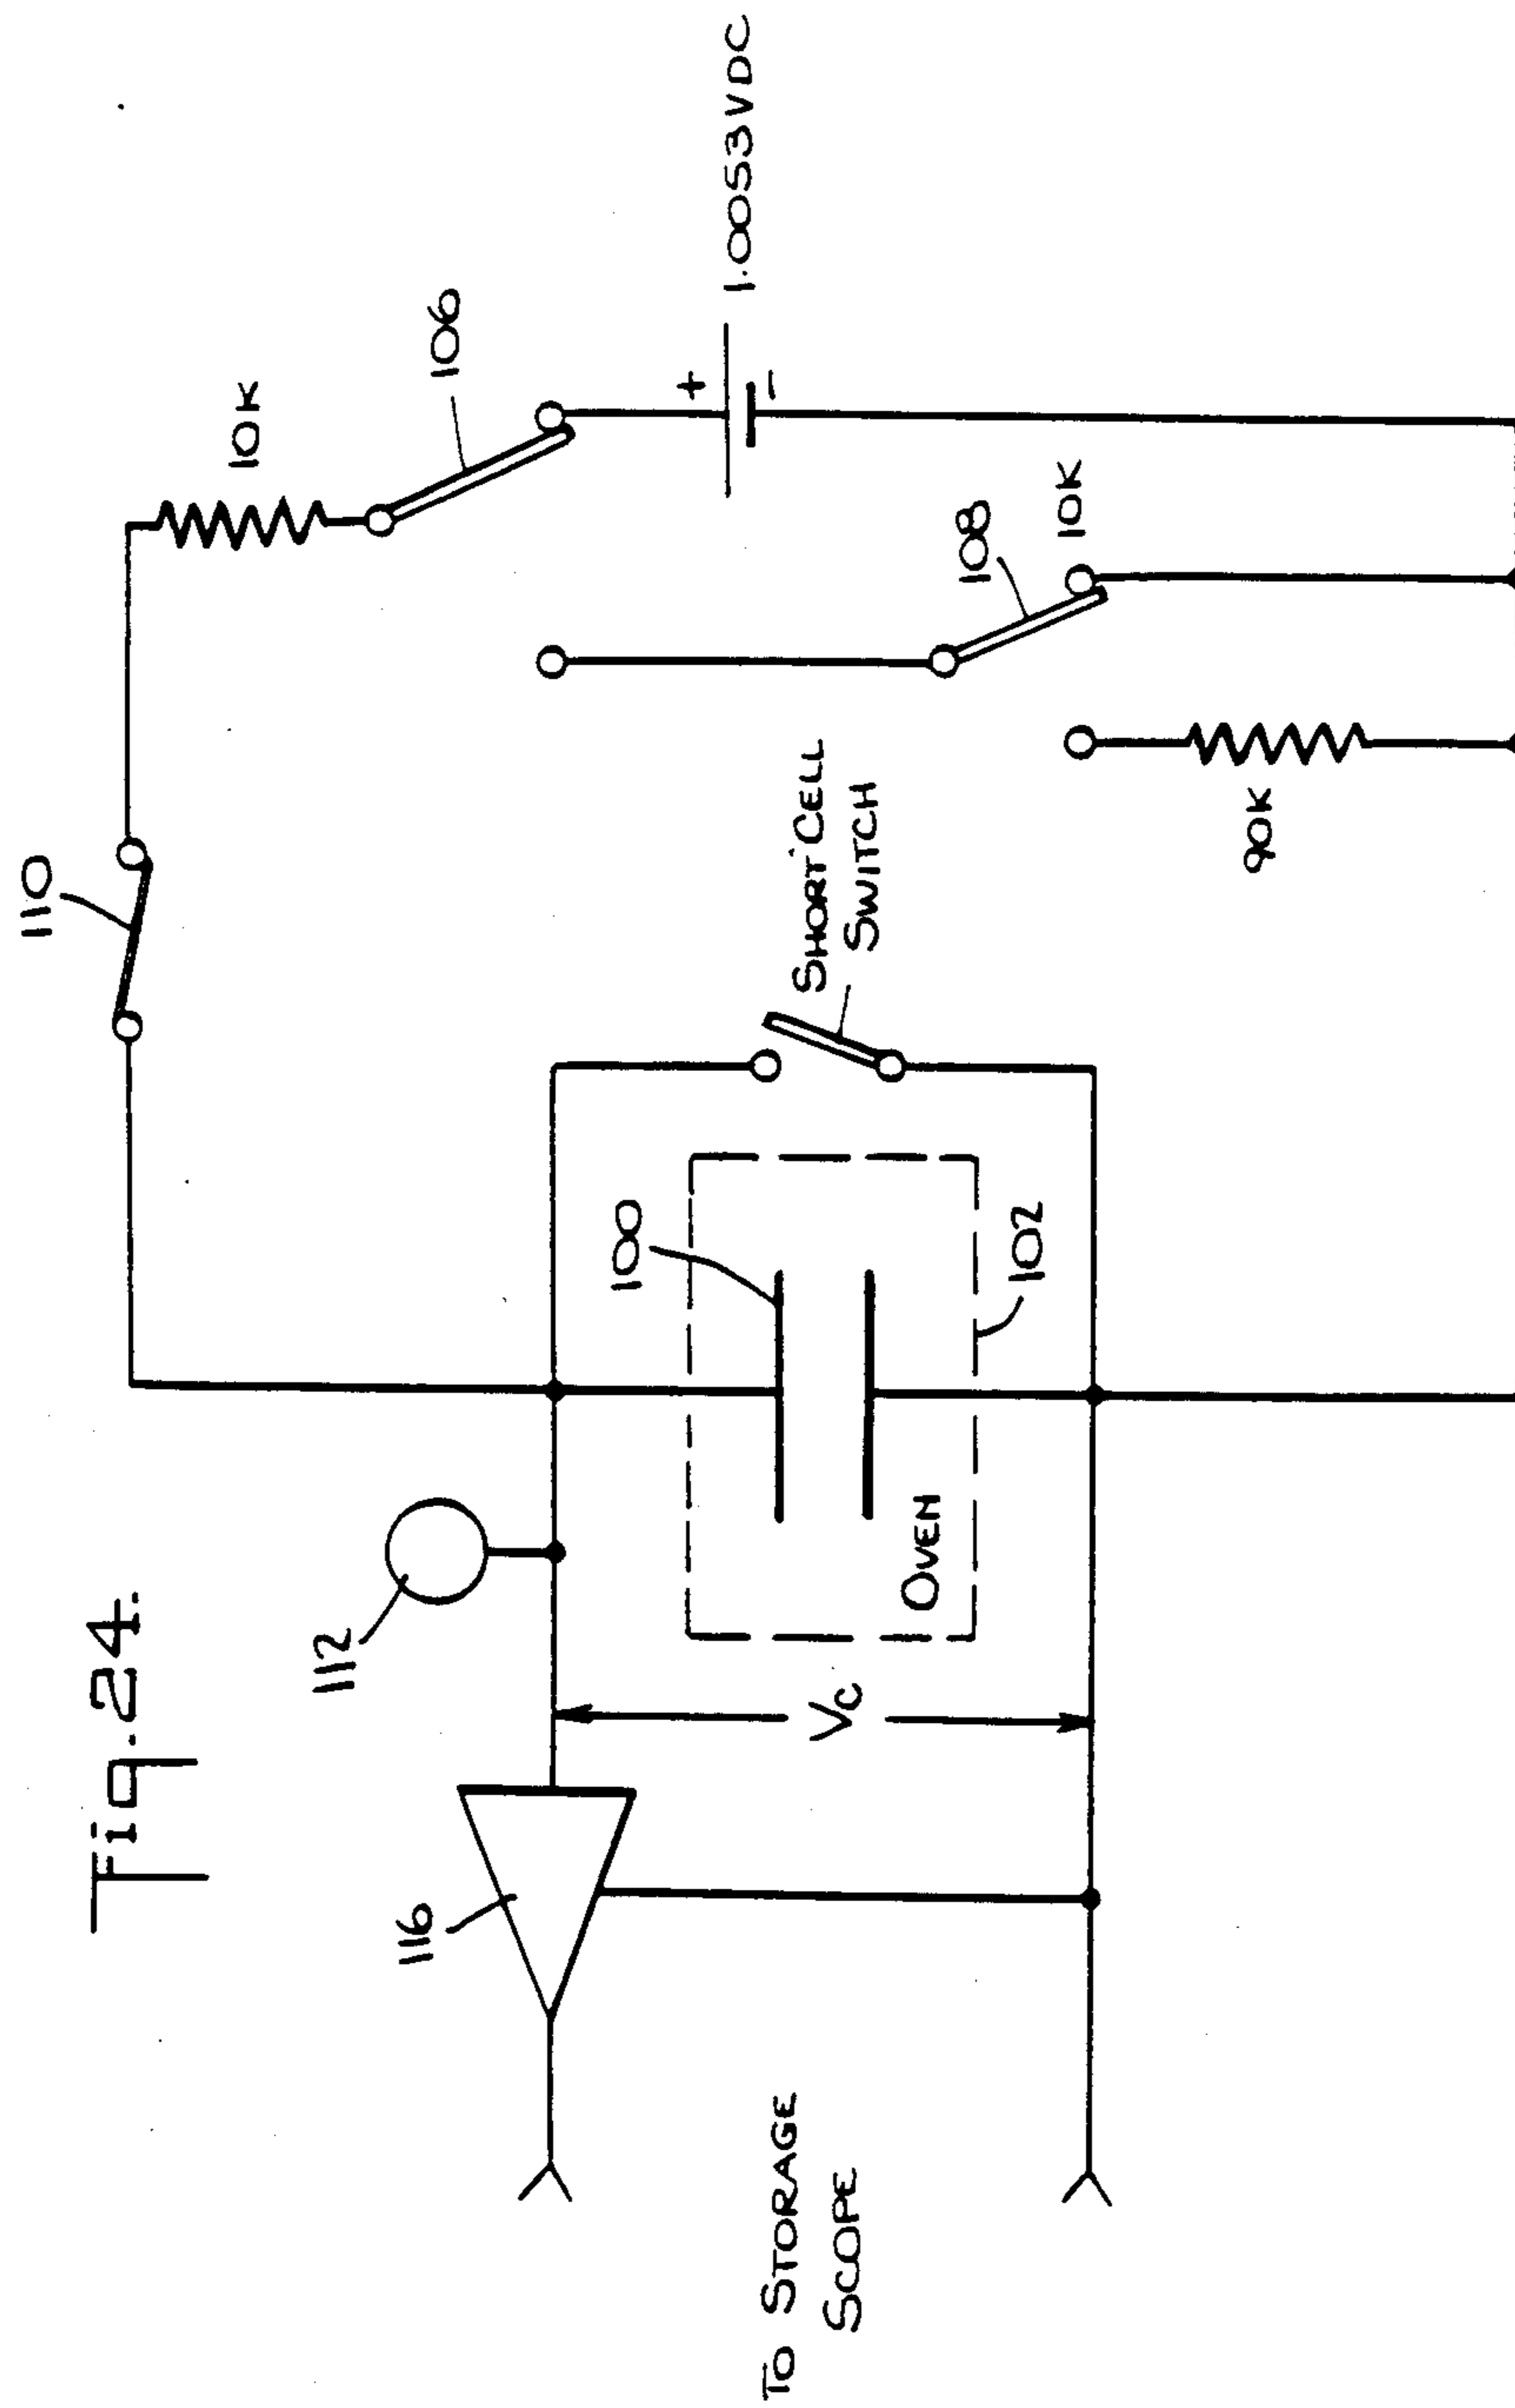 Fig. 24.
110
10K
106
1.0053VDC
+
-
112
116
100
108
10K
SHORT CELL
SWITCH
VC
OVEN
102
90K
TO STORAGE
SCOPE